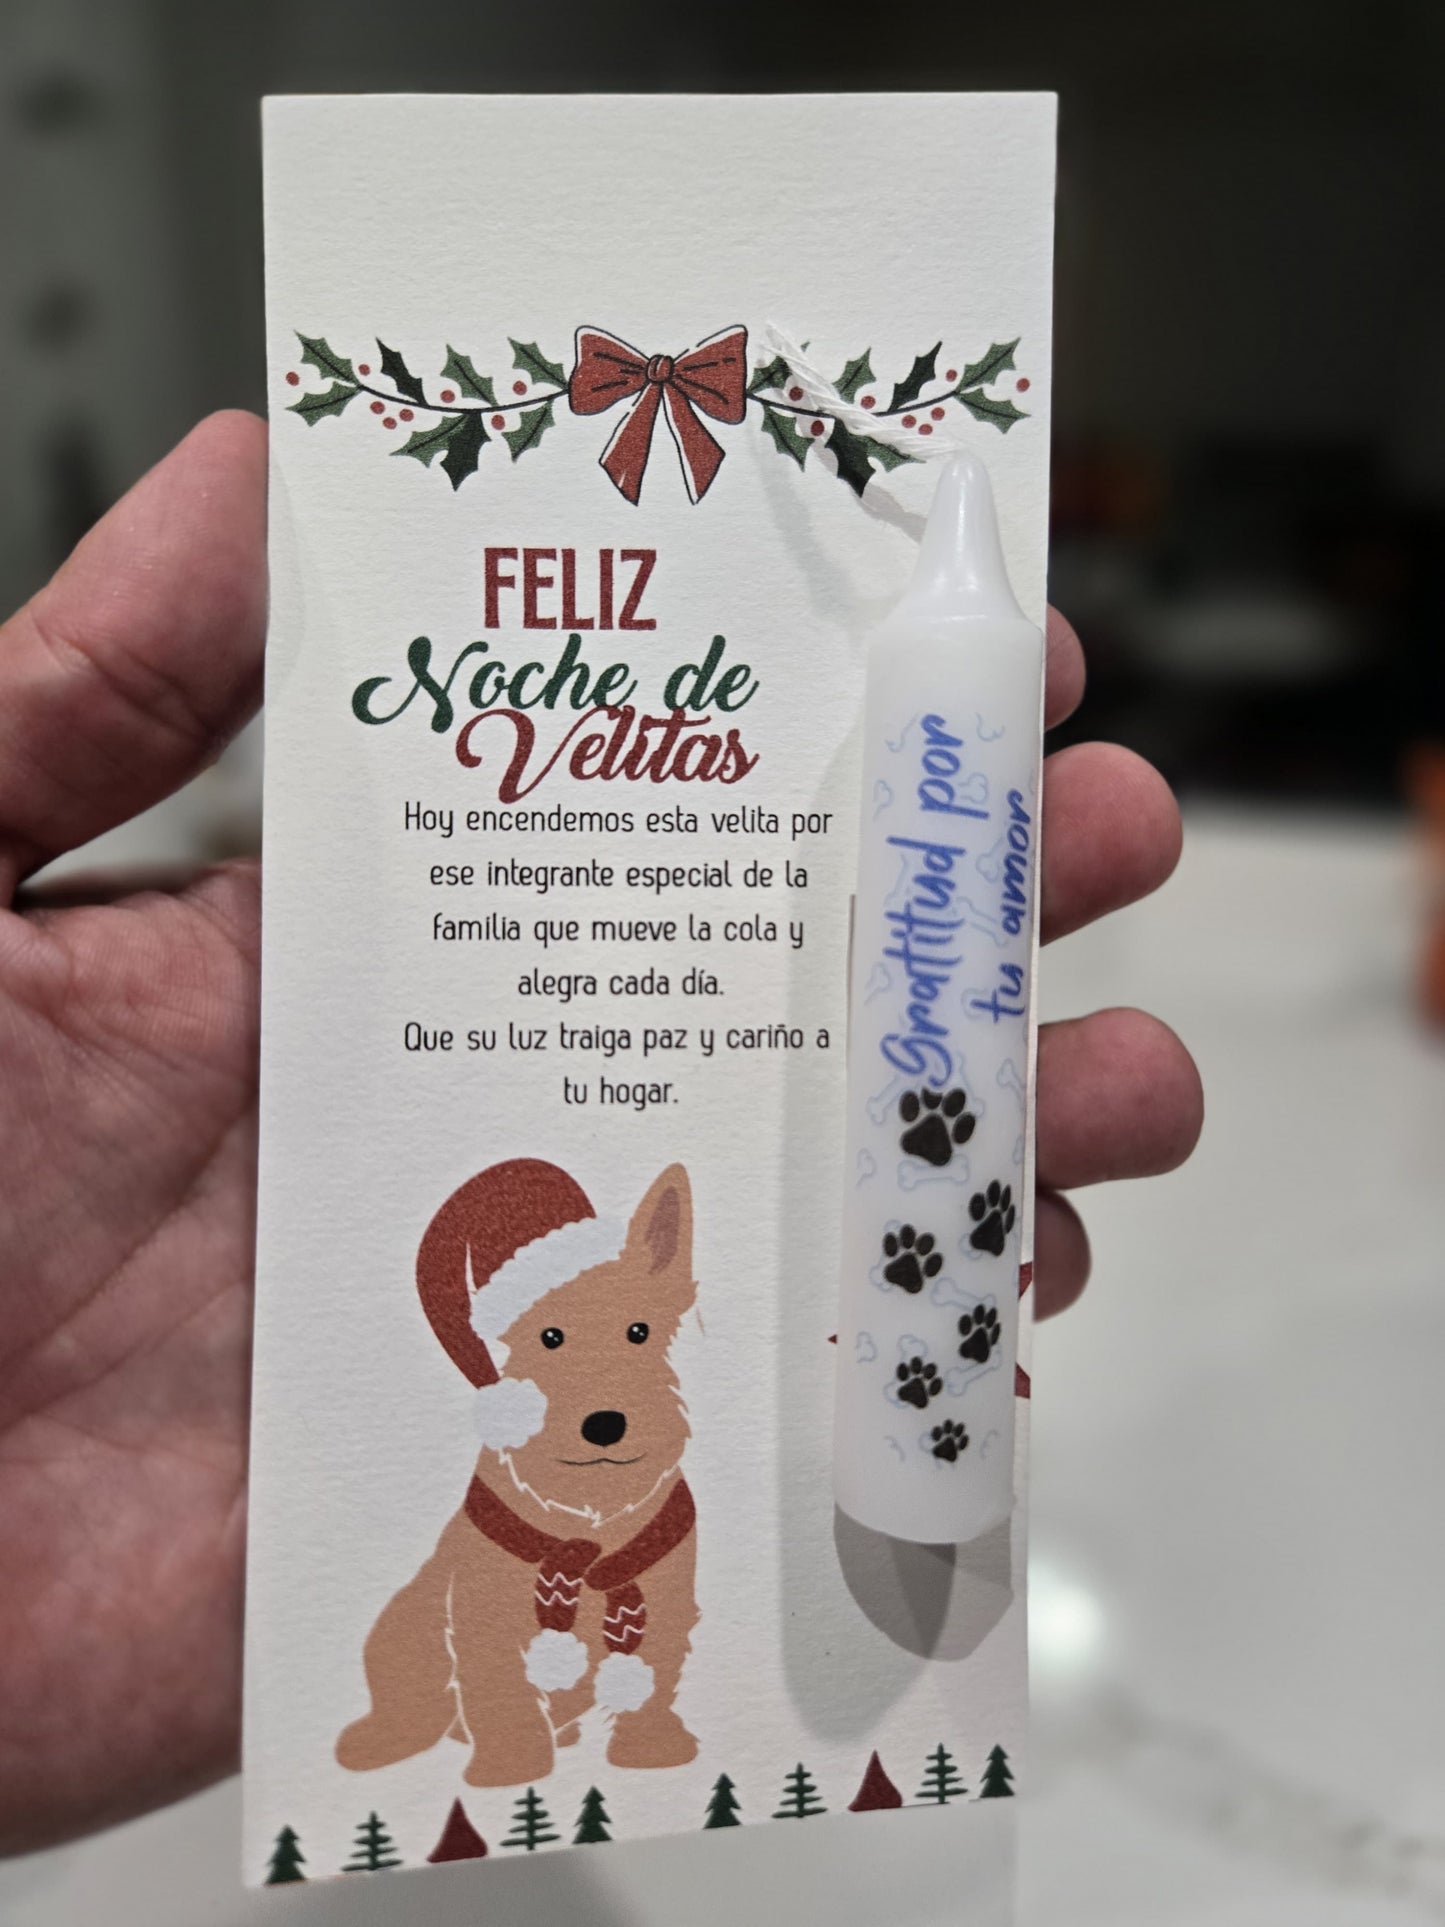 FELIZ
Noche de
Velitas
Hoy encendemos esta velita por
ese integrante especial de la
familia que mueve la cola y
alegra cada día.
Que su luz traiga paz y cariño a
tu hogar.
Gratitud por
tu amor